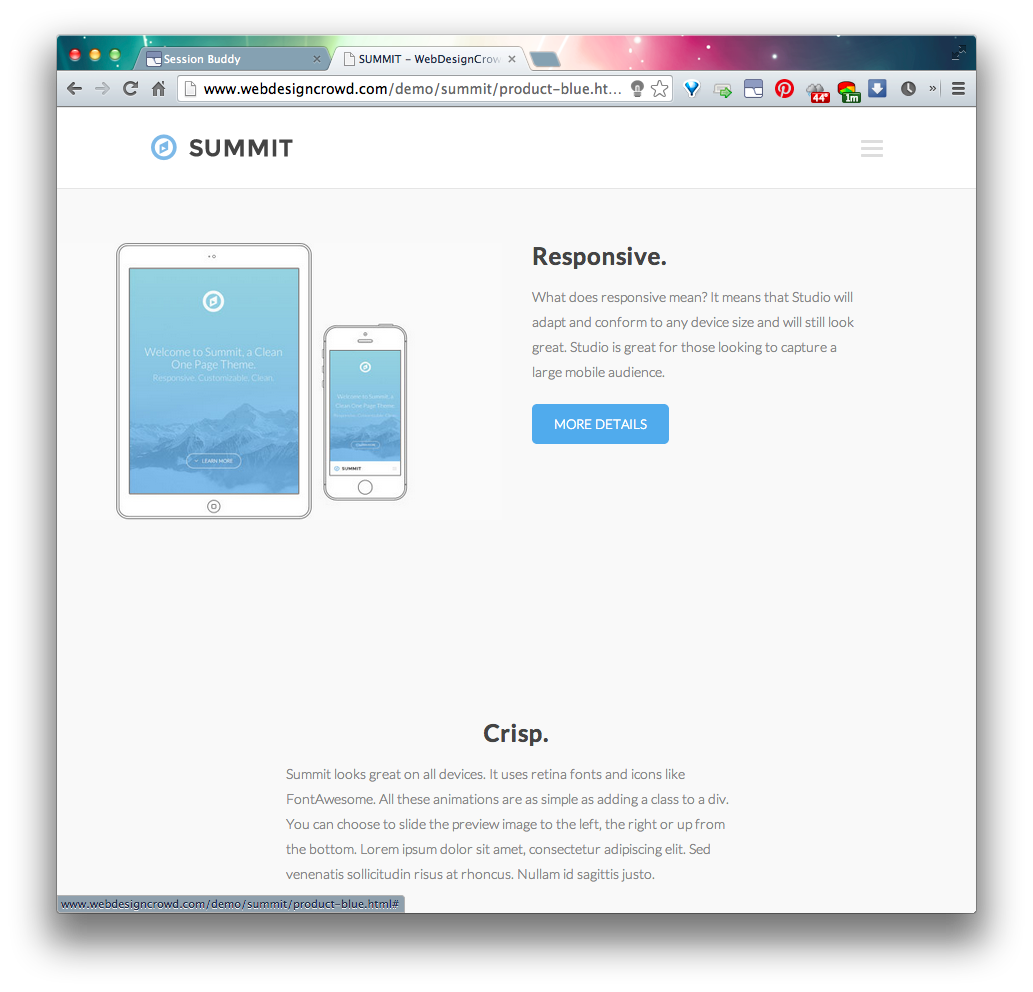 Session Buddy
SUMMIT – WebDesignCrow
www.webdesigncrowd.com/demo/summit/product-blue.ht...
44°
1m
SUMMIT
Welcome to Summit, a Clean
One Page Theme.
Responsive. Customizable. Clean.
LEARN MORE
Welcome to Summit, a
Clean One Page Theme.
SUMMIT
Responsive.
What does responsive mean? It means that Studio will
adapt and conform to any device size and will still look
great. Studio is great for those looking to capture a
large mobile audience.
MORE DETAILS
Crisp.
Summit looks great on all devices. It uses retina fonts and icons like
FontAwesome. All these animations are as simple as adding a class to a div.
You can choose to slide the preview image to the left, the right or up from
the bottom. Lorem ipsum dolor sit amet, consectetur adipiscing elit. Sed
venenatis sollicitudin risus at rhoncus. Nullam id sagittis justo.
www.webdesigncrowd.com/demo/summit/product-blue.html#